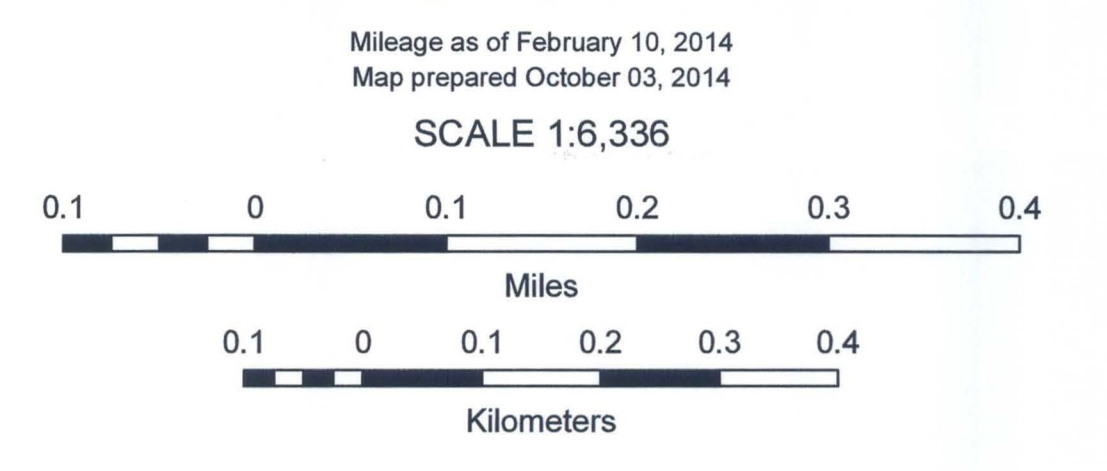 Mileage as of February 10, 2014
Map prepared October 03, 2014
SCALE 1:6,336
0.1 0 0.1 0.2 0.3 0.4
Miles
0.1 0 0.1 0.2 0.3 0.4
Kilometers